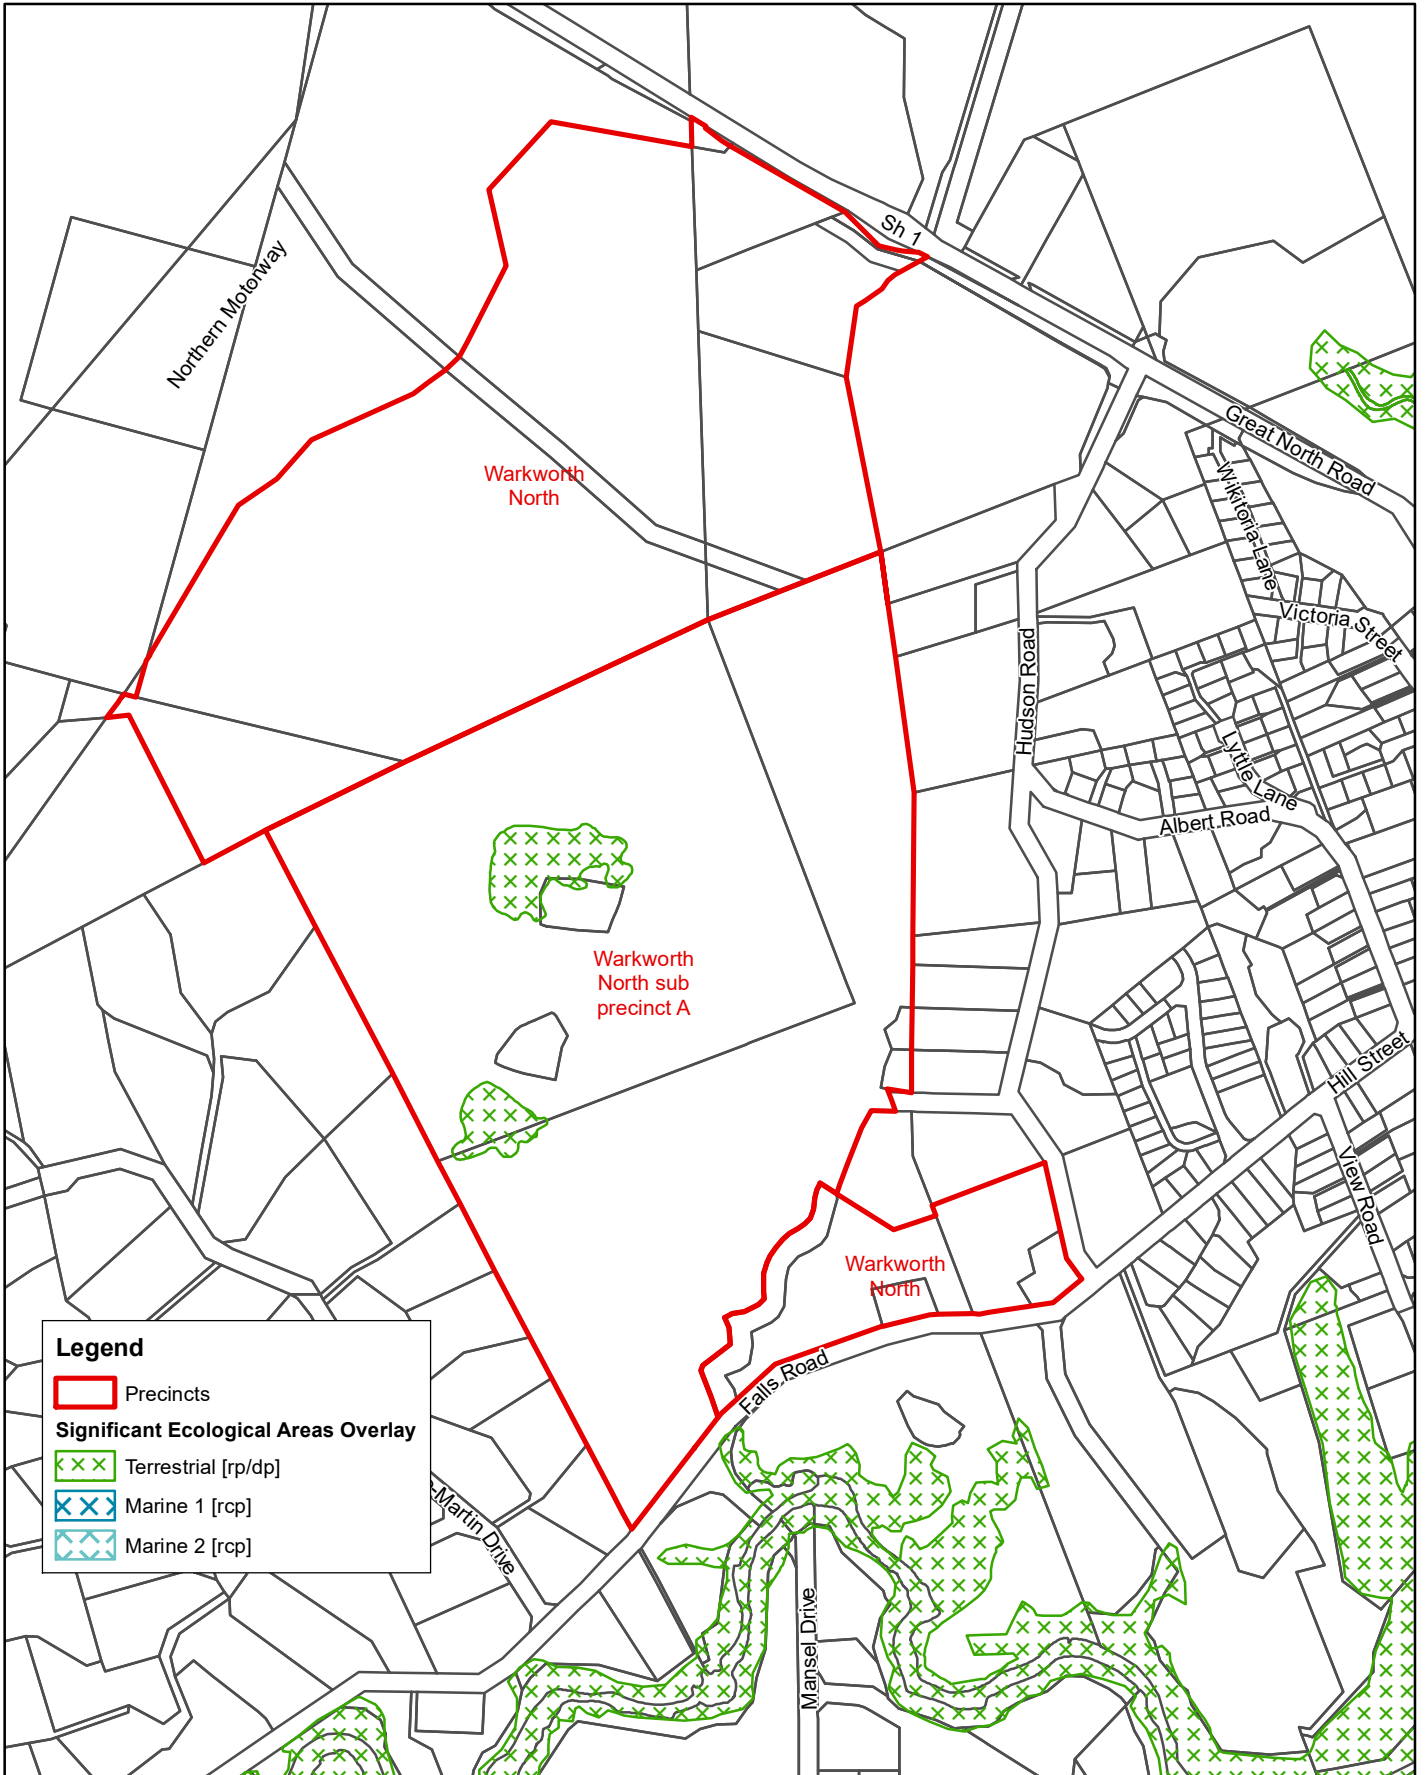 Sh 1
Northern Motorway
Great North Road
Warkworth
North
Wikitoria Lane
Victoria Street
Hudson Road
Lyttle Lane
Albert Road
Warkworth
North sub
precinct A
Hill Street
View Road
Warkworth
North
Falls Road
Legend
Precincts
Significant Ecological Areas Overlay
Terrestrial [rp/dp]
Marine 1 [rcp]
Marine 2 [rcp]
-Martin Drive
Mansel Drive